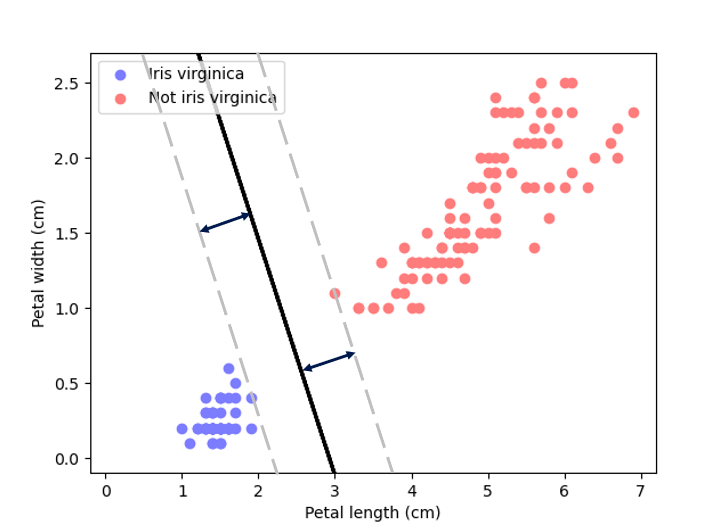 Iris virginica
Not iris virginica
Petal width (cm)
2.5
2.0
1.5
1.0
0.5
0.0
0 1 2 3 4 5 6 7
Petal length (cm)